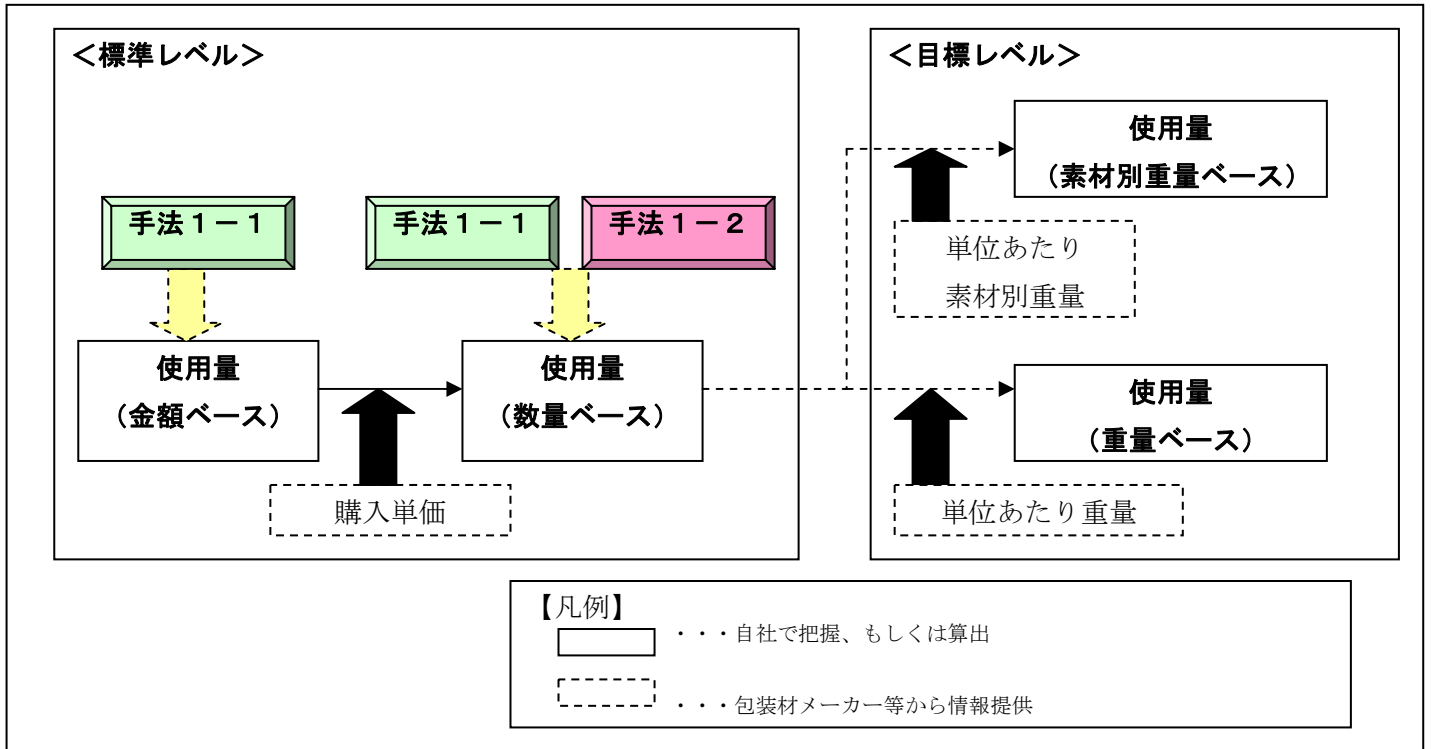 ＜標準レベル＞
手法１－１
手法１－１
手法１－２
使用量
（金額ベース）
使用量
（数量ベース）
購入単価
＜目標レベル＞
使用量
（素材別重量ベース）
単位あたり
素材別重量
使用量
（重量ベース）
単位あたり重量
【凡例】
・・・自社で把握、もしくは算出
・・・包装材メーカー等から情報提供